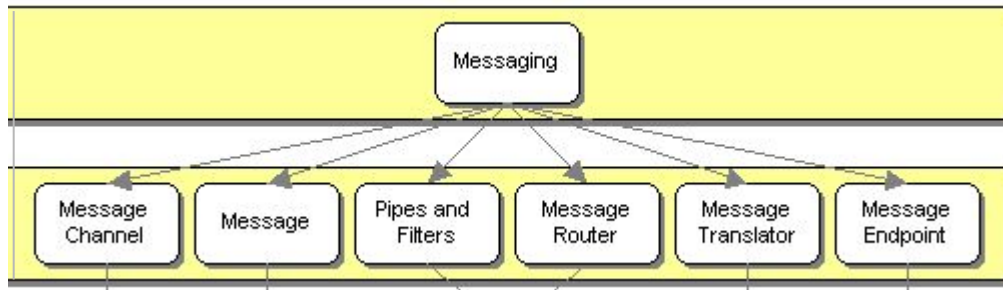 Messaging
Message
Channel
Message
Pipes and
Filters
Message
Router
Message
Translator
Message
Endpoint